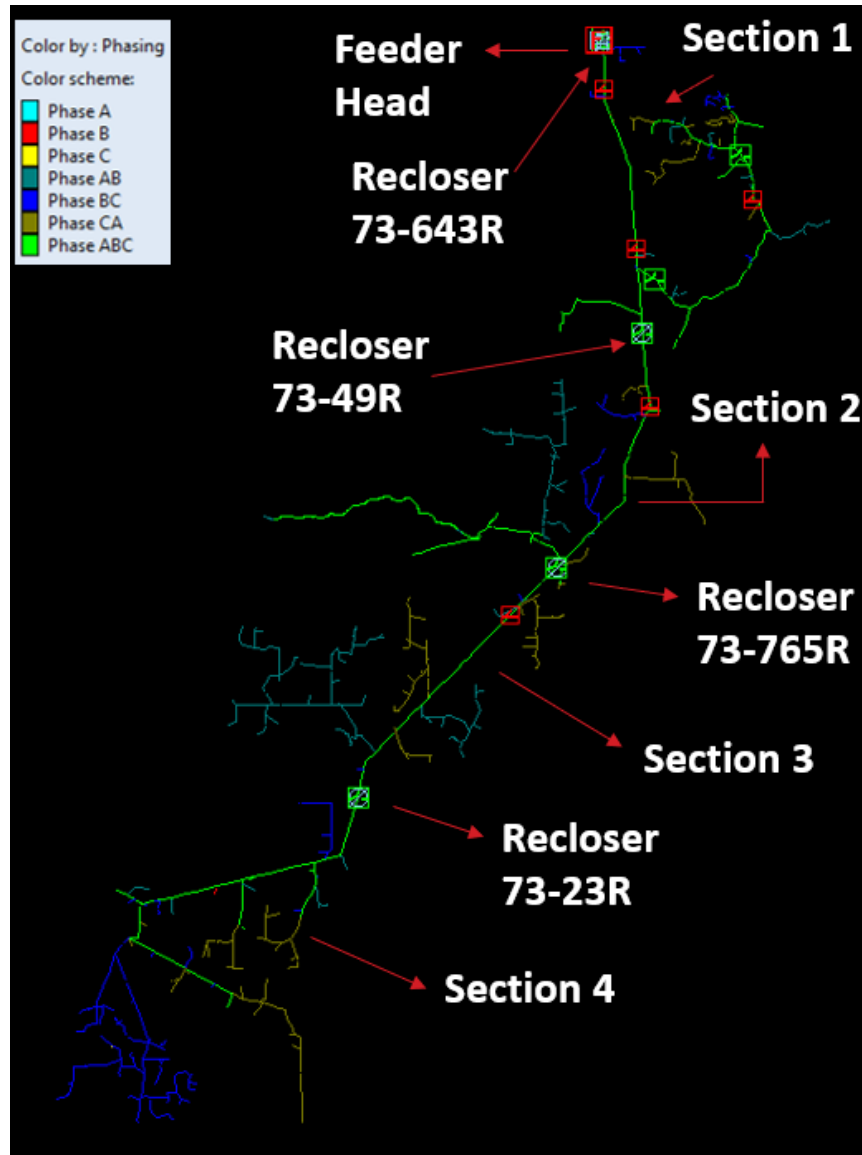 Color by : Phasing
Color scheme:
Phase A
Phase B
Phase C
Phase AB
Phase BC
Phase CA
Phase ABC
Feeder
Head
Section 1
Recloser
73-643R
Recloser
73-49R
Section 2
Recloser
73-765R
Section 3
Recloser
73-23R
Section 4